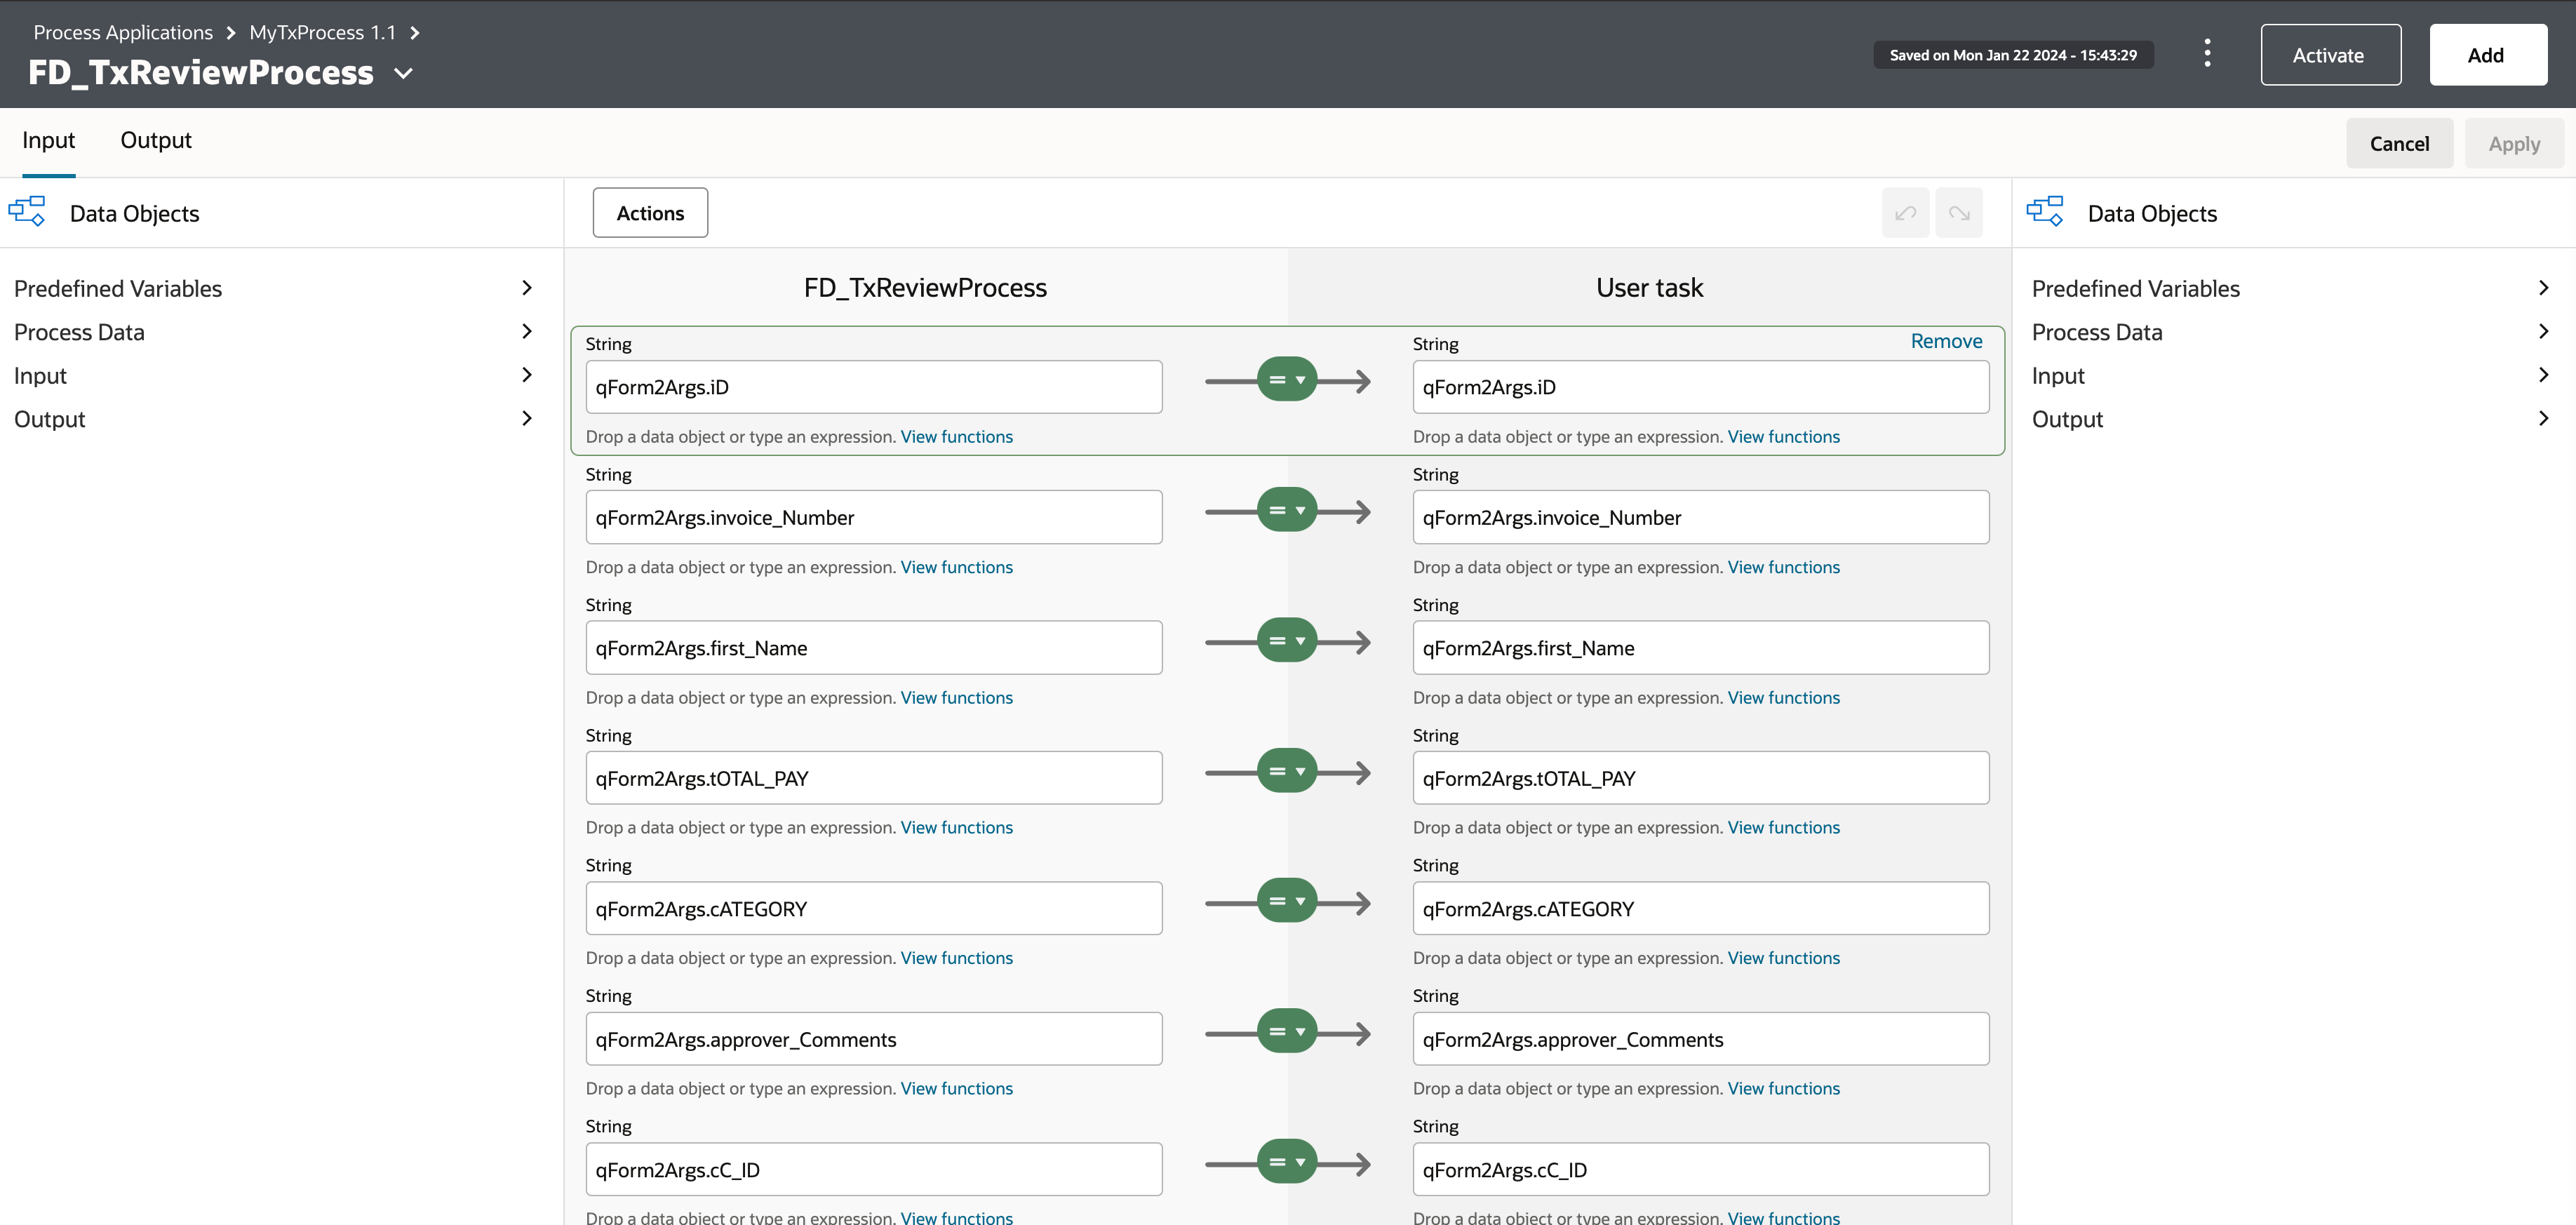 Process Applications > MyTxProcess 1.1 >
FD_TxReviewProcess
Saved on Mon Jan 22 2024 - 15:43:29
Activate
Add
Input
Output
Cancel
Apply
Data Objects
Predefined Variables
Process Data
Input
Output
Actions
FD_TxReviewProcess
User task
String
String
Remove
qForm2Args.iD
qForm2Args.iD
Drop a data object or type an expression. View functions
Drop a data object or type an expression. View functions
String
String
qForm2Args.invoice_Number
qForm2Args.invoice_Number
Drop a data object or type an expression. View functions
Drop a data object or type an expression. View functions
String
String
qForm2Args.first_Name
qForm2Args.first_Name
Drop a data object or type an expression. View functions
Drop a data object or type an expression. View functions
String
String
qForm2Args.tOTAL_PAY
qForm2Args.tOTAL_PAY
Drop a data object or type an expression. View functions
Drop a data object or type an expression. View functions
String
String
qForm2Args.cATEGORY
qForm2Args.cATEGORY
Drop a data object or type an expression. View functions
Drop a data object or type an expression. View functions
String
String
qForm2Args.approver_Comments
qForm2Args.approver_Comments
Drop a data object or type an expression. View functions
Drop a data object or type an expression. View functions
String
String
qForm2Args.cC_ID
qForm2Args.cC_ID
Drop a data object or type an expression. View functions
Drop a data object or type an expression. View functions
Data Objects
Predefined Variables
Process Data
Input
Output